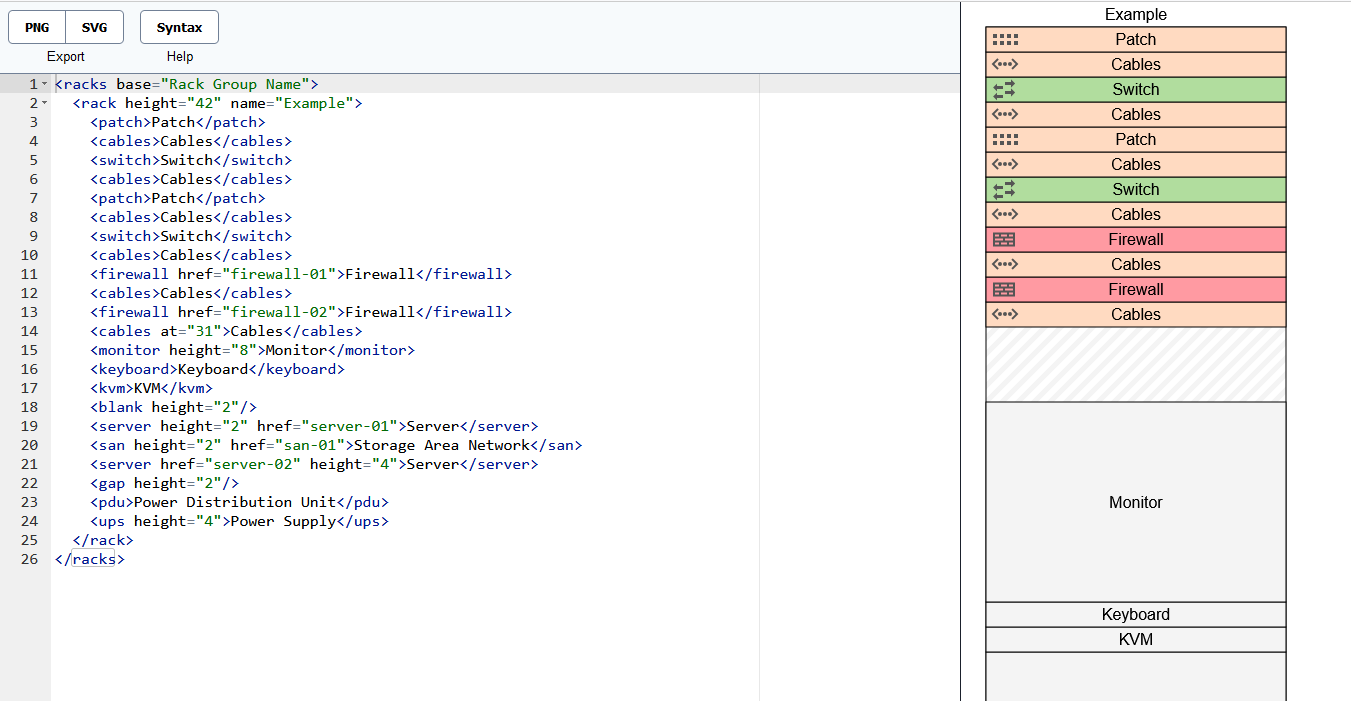 PNG SVG Syntax
Export Help
1 <racks base="Rack Group Name">
2 <rack height="42" name="Example">
3 <patch>Patch</patch>
4 <cables>Cables</cables>
5 <switch>Switch</switch>
6 <cables>Cables</cables>
7 <patch>Patch</patch>
8 <cables>Cables</cables>
9 <switch>Switch</switch>
10 <cables>Cables</cables>
11 <firewall href="firewall-01">Firewall</firewall>
12 <cables>Cables</cables>
13 <firewall href="firewall-02">Firewall</firewall>
14 <cables at="31">Cables</cables>
15 <monitor height="8">Monitor</monitor>
16 <keyboard>Keyboard</keyboard>
17 <kvm>KVM</kvm>
18 <blank height="2"/>
19 <server height="2" href="server-01">Server</server>
20 <san height="2" href="san-01">Storage Area Network</san>
21 <server href="server-02" height="4">Server</server>
22 <gap height="2"/>
23 <pdu>Power Distribution Unit</pdu>
24 <ups height="4">Power Supply</ups>
25 </rack>
26 </racks>
Example
Patch
Cables
Switch
Cables
Patch
Cables
Switch
Cables
Firewall
Cables
Firewall
Cables
Monitor
Keyboard
KVM